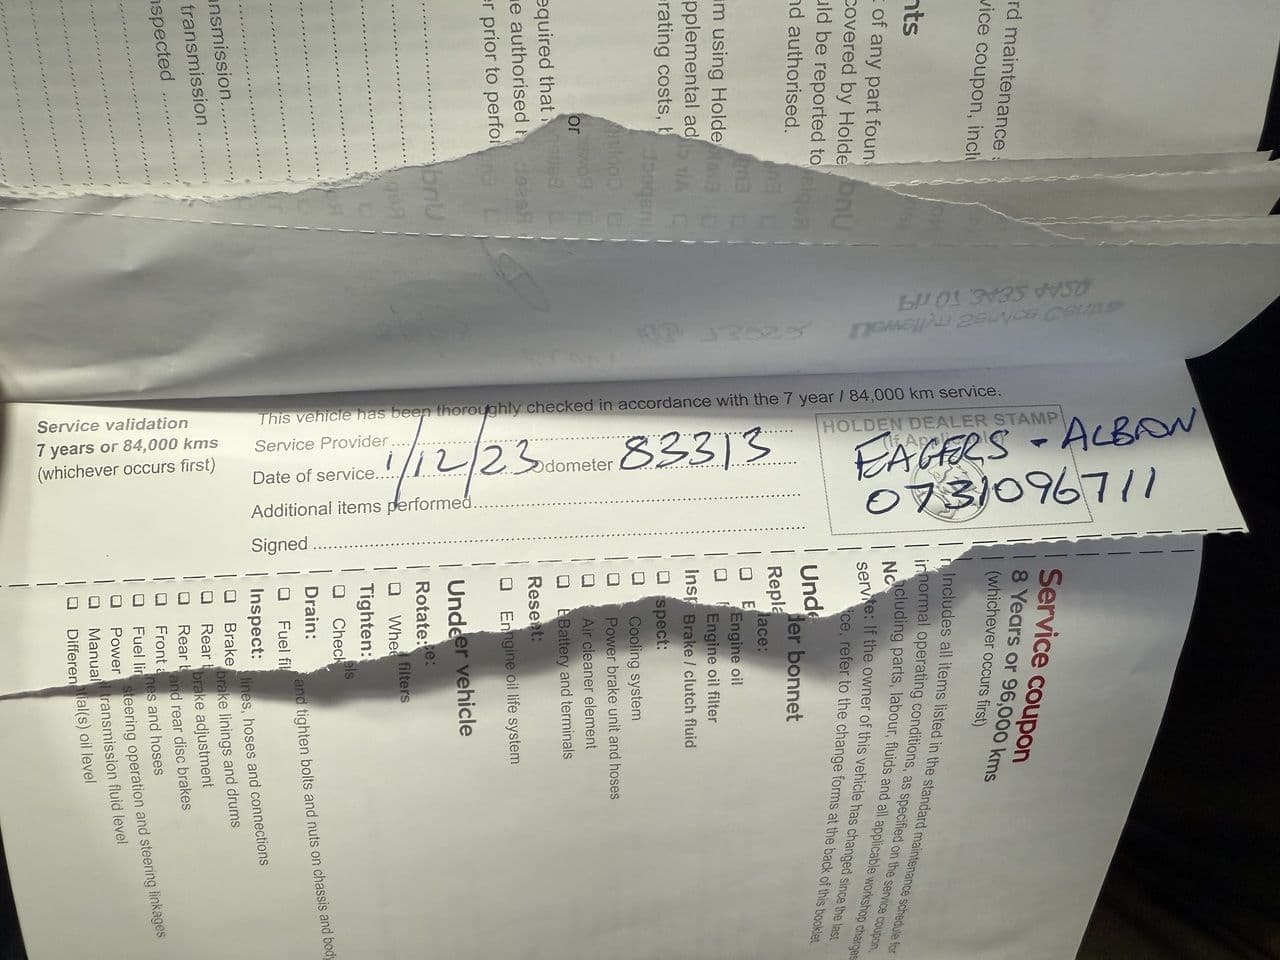 rd maintenance
vice coupon, incl
nts
of any part foun
covered by Holde
uld be reported to
nd authorised.
m using Holde
pplemental ad
rating costs, t
or
equired that
e authorised
r prior to perfor
ansmission
transmission
nspected
Service validation
7 years or 84,000 kms
(whichever occurs first)
This vehicle has been thoroughly checked in accordance with the 7 year / 84,000 km service.
Service Provider
Date of service 1/12/23 Odometer 83313
Additional items performed
Signed
HOLDEN DEALER STAMP
EAGERS - ALBION
0731096711
Service coupon
8 Years or 96,000 kms
(whichever occurs first)
Includes all items listed in the standard maintenance schedule for
normal operating conditions, as specified on the service coupon,
including parts, labour, fluids and all applicable workshop charges
service: If the owner of this vehicle has changed since the last
ice, refer to the change forms at the back of this booklet
Under bonnet
Replace:
Engine oil
Engine oil filter
Brake / clutch fluid
Inspect:
Cooling system
Power brake unit and hoses
Air cleaner element
Battery and terminals
Reset:
Engine oil life system
Under vehicle
Rotate:
Wheels
Tighten:
Check and tighten bolts and nuts on chassis and body
Drain:
Fuel filters
Inspect:
Brake lines, hoses and connections
Rear brake linings and drums
Rear brake adjustment
Front and rear disc brakes
Fuel lines and hoses
Power steering operation and steering linkages
Manual transmission fluid level
Differential(s) oil level